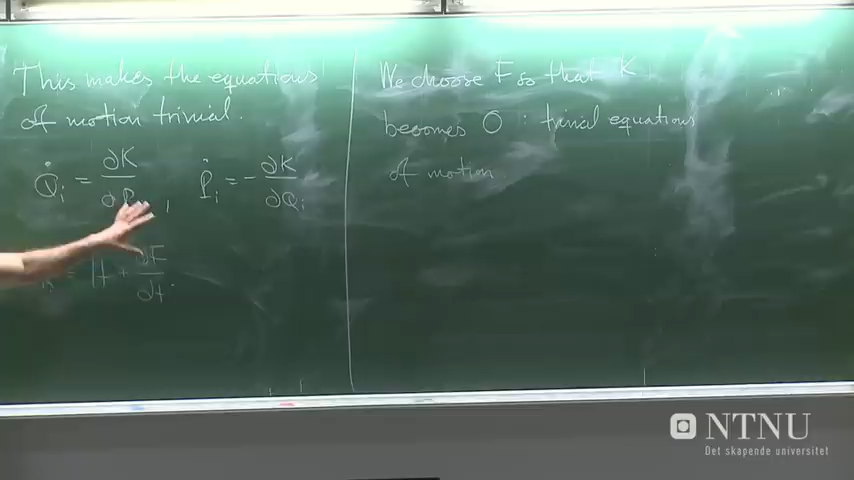 This makes the equations
of motion trivial.
Q̇ᵢ = ∂K/∂Pᵢ , Ṗᵢ = - ∂K/∂Qᵢ
K = H + ∂F/∂t .
We choose F so that K
becomes 0 : trivial equations
of motion.
NTNU
Det skapende universitet